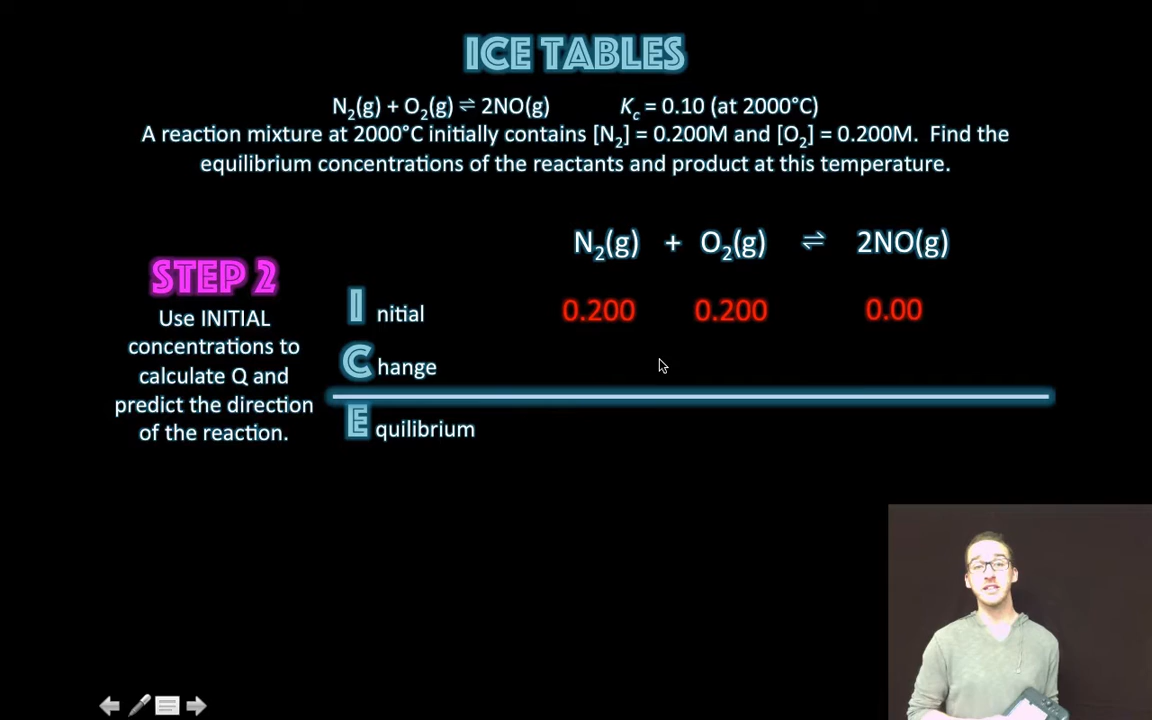 ICE TABLES
N₂(g) + O₂(g) ⇌ 2NO(g) K𝒸 = 0.10 (at 2000°C)
A reaction mixture at 2000°C initially contains [N₂] = 0.200M and [O₂] = 0.200M. Find the
equilibrium concentrations of the reactants and product at this temperature.
N₂(g) + O₂(g) ⇌ 2NO(g)
STEP 2
Use INITIAL
concentrations to
calculate Q and
predict the direction
of the reaction.
Initial 0.200 0.200 0.00
Change
Equilibrium